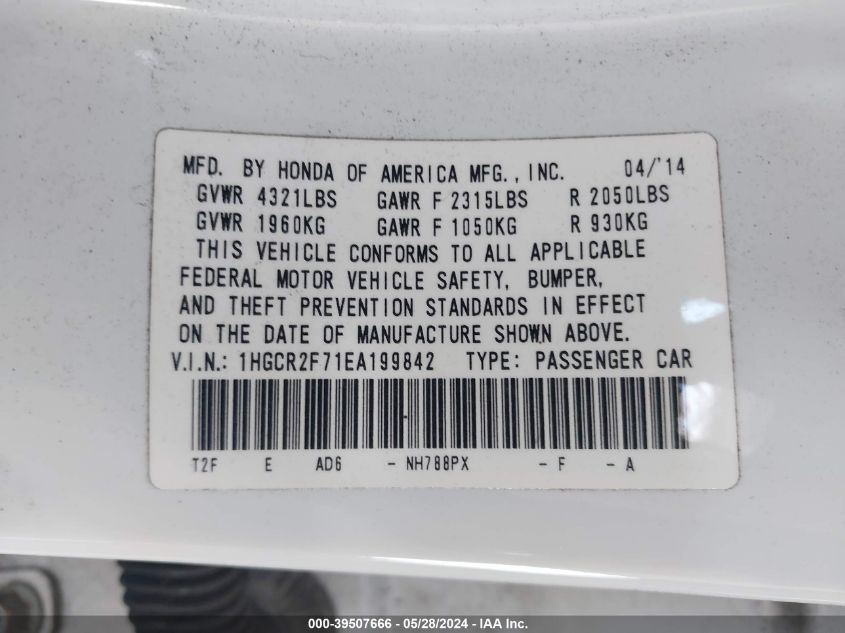 MFD. BY HONDA OF AMERICA MFG., INC. 04/'14
GVWR 4321LBS GAWR F 2315LBS R 2050LBS
GVWR 1960KG GAWR F 1050KG R 930KG
THIS VEHICLE CONFORMS TO ALL APPLICABLE
FEDERAL MOTOR VEHICLE SAFETY, BUMPER,
AND THEFT PREVENTION STANDARDS IN EFFECT
ON THE DATE OF MANUFACTURE SHOWN ABOVE.
V.I.N.: 1HGCR2F71EA199842 TYPE: PASSENGER CAR
T2F E AD6 - NH788PX - F - A
000-39507666 - 05/28/2024 - IAA Inc.